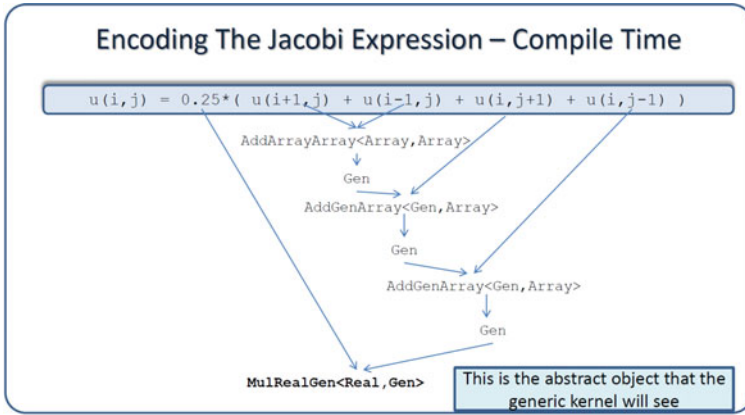 Encoding The Jacobi Expression – Compile Time
u(i,j) = 0.25*( u(i+1,j) + u(i-1,j) + u(i,j+1) + u(i,j-1) )
AddArrayArray<Array,Array>
Gen
AddGenArray<Gen,Array>
Gen
AddGenArray<Gen,Array>
Gen
MulRealGen<Real,Gen>
This is the abstract object that the
generic kernel will see